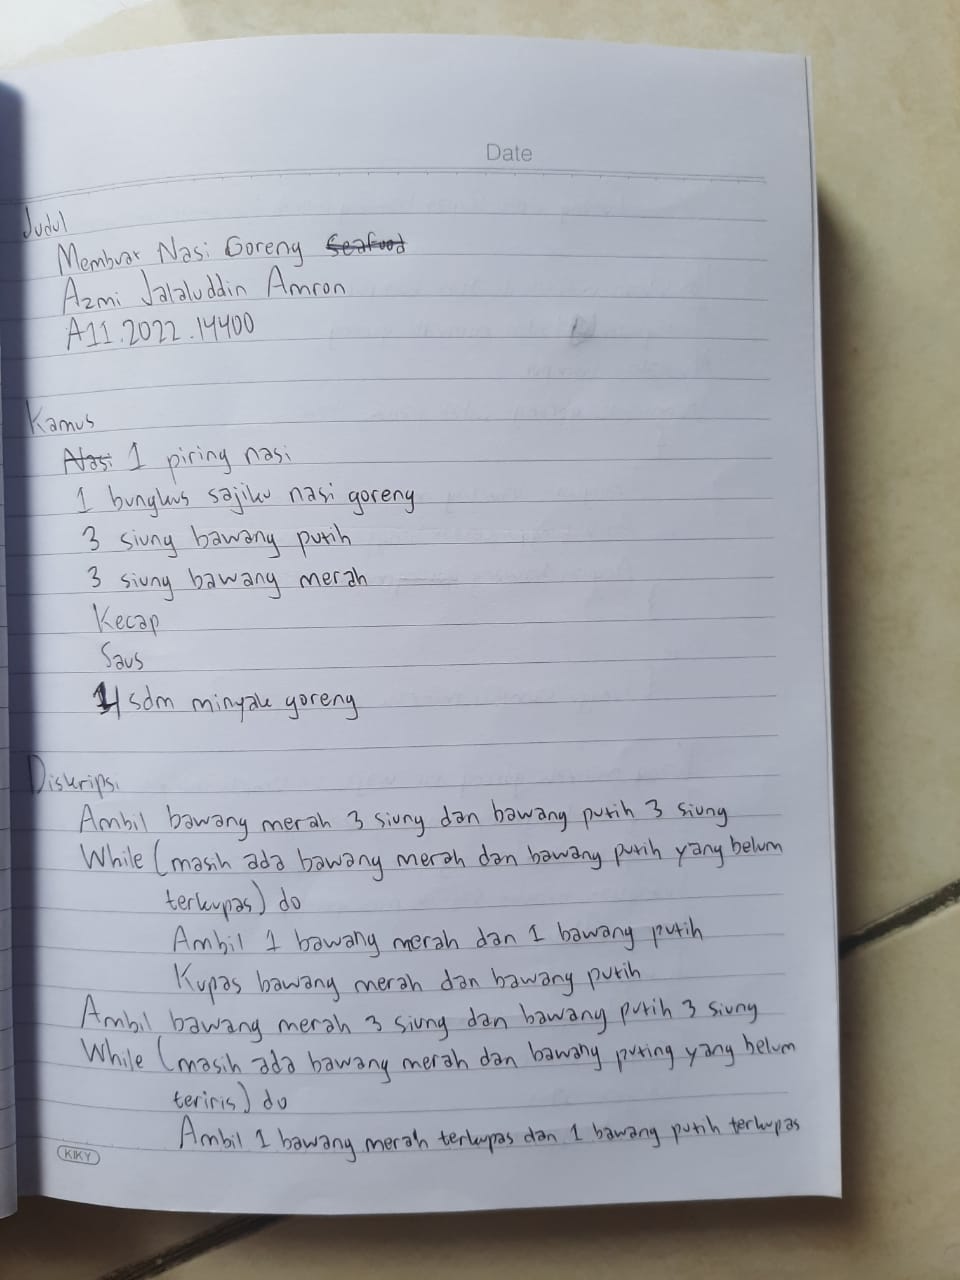 Date
Judul
Membuat Nasi Goreng Seafood
Azmi Jalaluddin Amron
A11.2022.14400
Kamus
Nasi 1 piring nasi
1 bungkus sajiku nasi goreng
3 siung bawang putih
3 siung bawang merah
Kecap
Saus
4 sdm minyak goreng
Diskripsi
Ambil bawang merah 3 siung dan bawang putih 3 siung
While (masih ada bawang merah dan bawang putih yang belum
terkupas) do
Ambil 1 bawang merah dan 1 bawang putih
Kupas bawang merah dan bawang putih
Ambil bawang merah 3 siung dan bawang putih 3 siung
While (masih ada bawang merah dan bawang puting yang belum
teriris) do
Ambil 1 bawang merah terkupas dan 1 bawang putih terkupas
KIKY